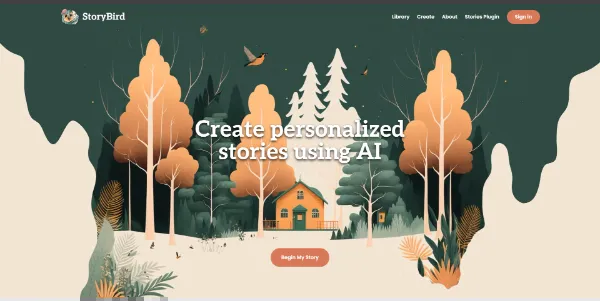 StoryBird
Library Create About Stories Plugin Sign In
Create personalized
stories using AI
Begin My Story